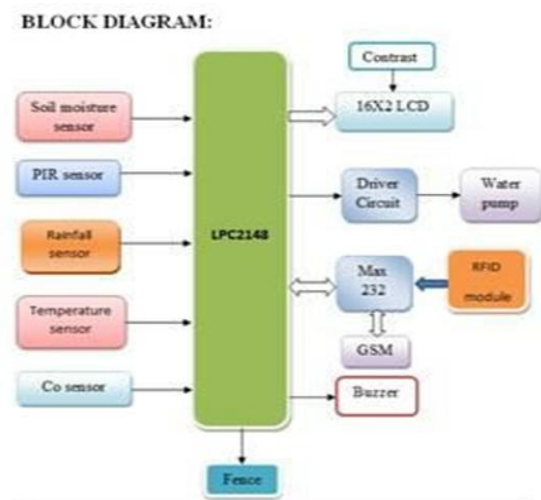 BLOCK DIAGRAM:
Contrast
16X2 LCD
Soil moisture
sensor
PIR sensor
Rainfall
sensor
Temperature
sensor
Co sensor
LPC2148
Driver
Circuit
Water
pump
Max
232
RFID
module
GSM
Buzzer
Fence